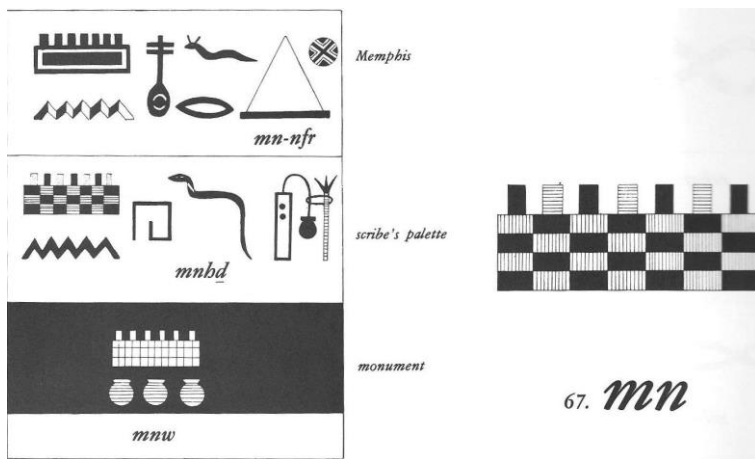 Memphis
mn-nfr
scribe's palette
mnhḏ
monument
mnw
67. mn